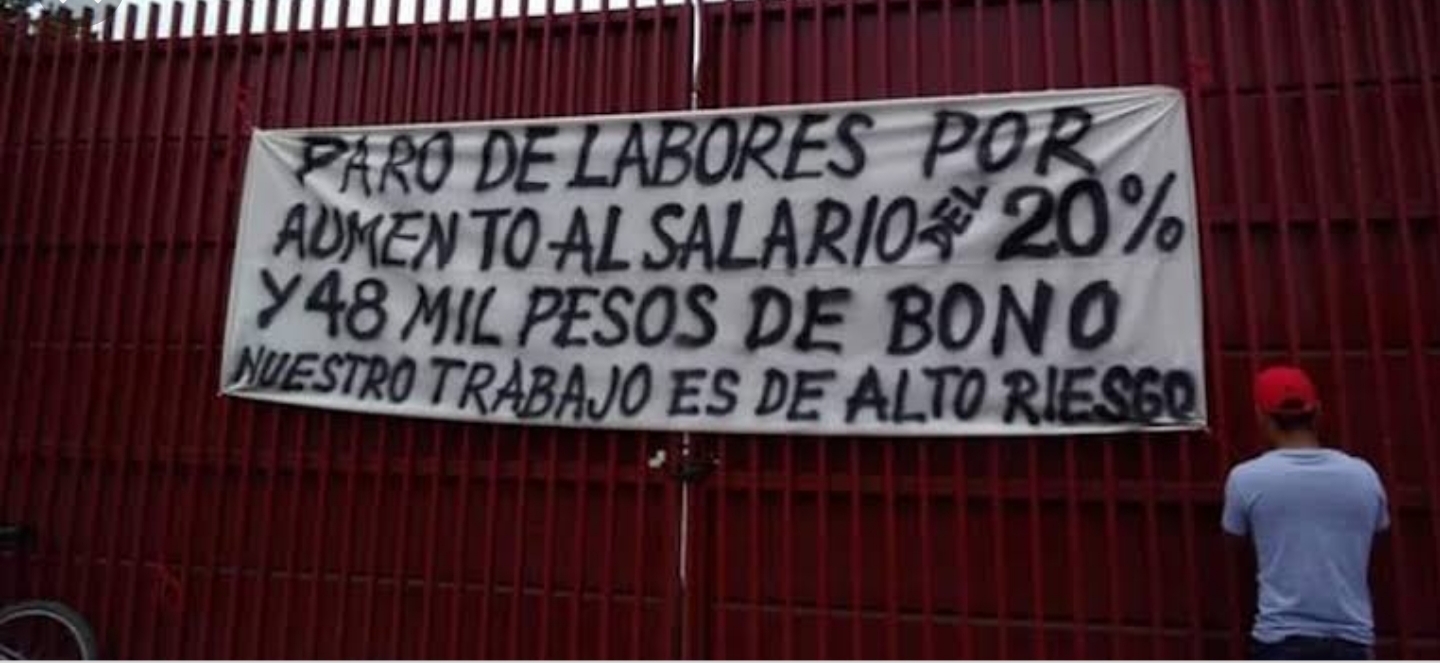 PARO DE LABORES POR
AUMENTO AL SALARIO DEL 20%
Y 48 MIL PESOS DE BONO
NUESTRO TRABAJO ES DE ALTO RIESGO